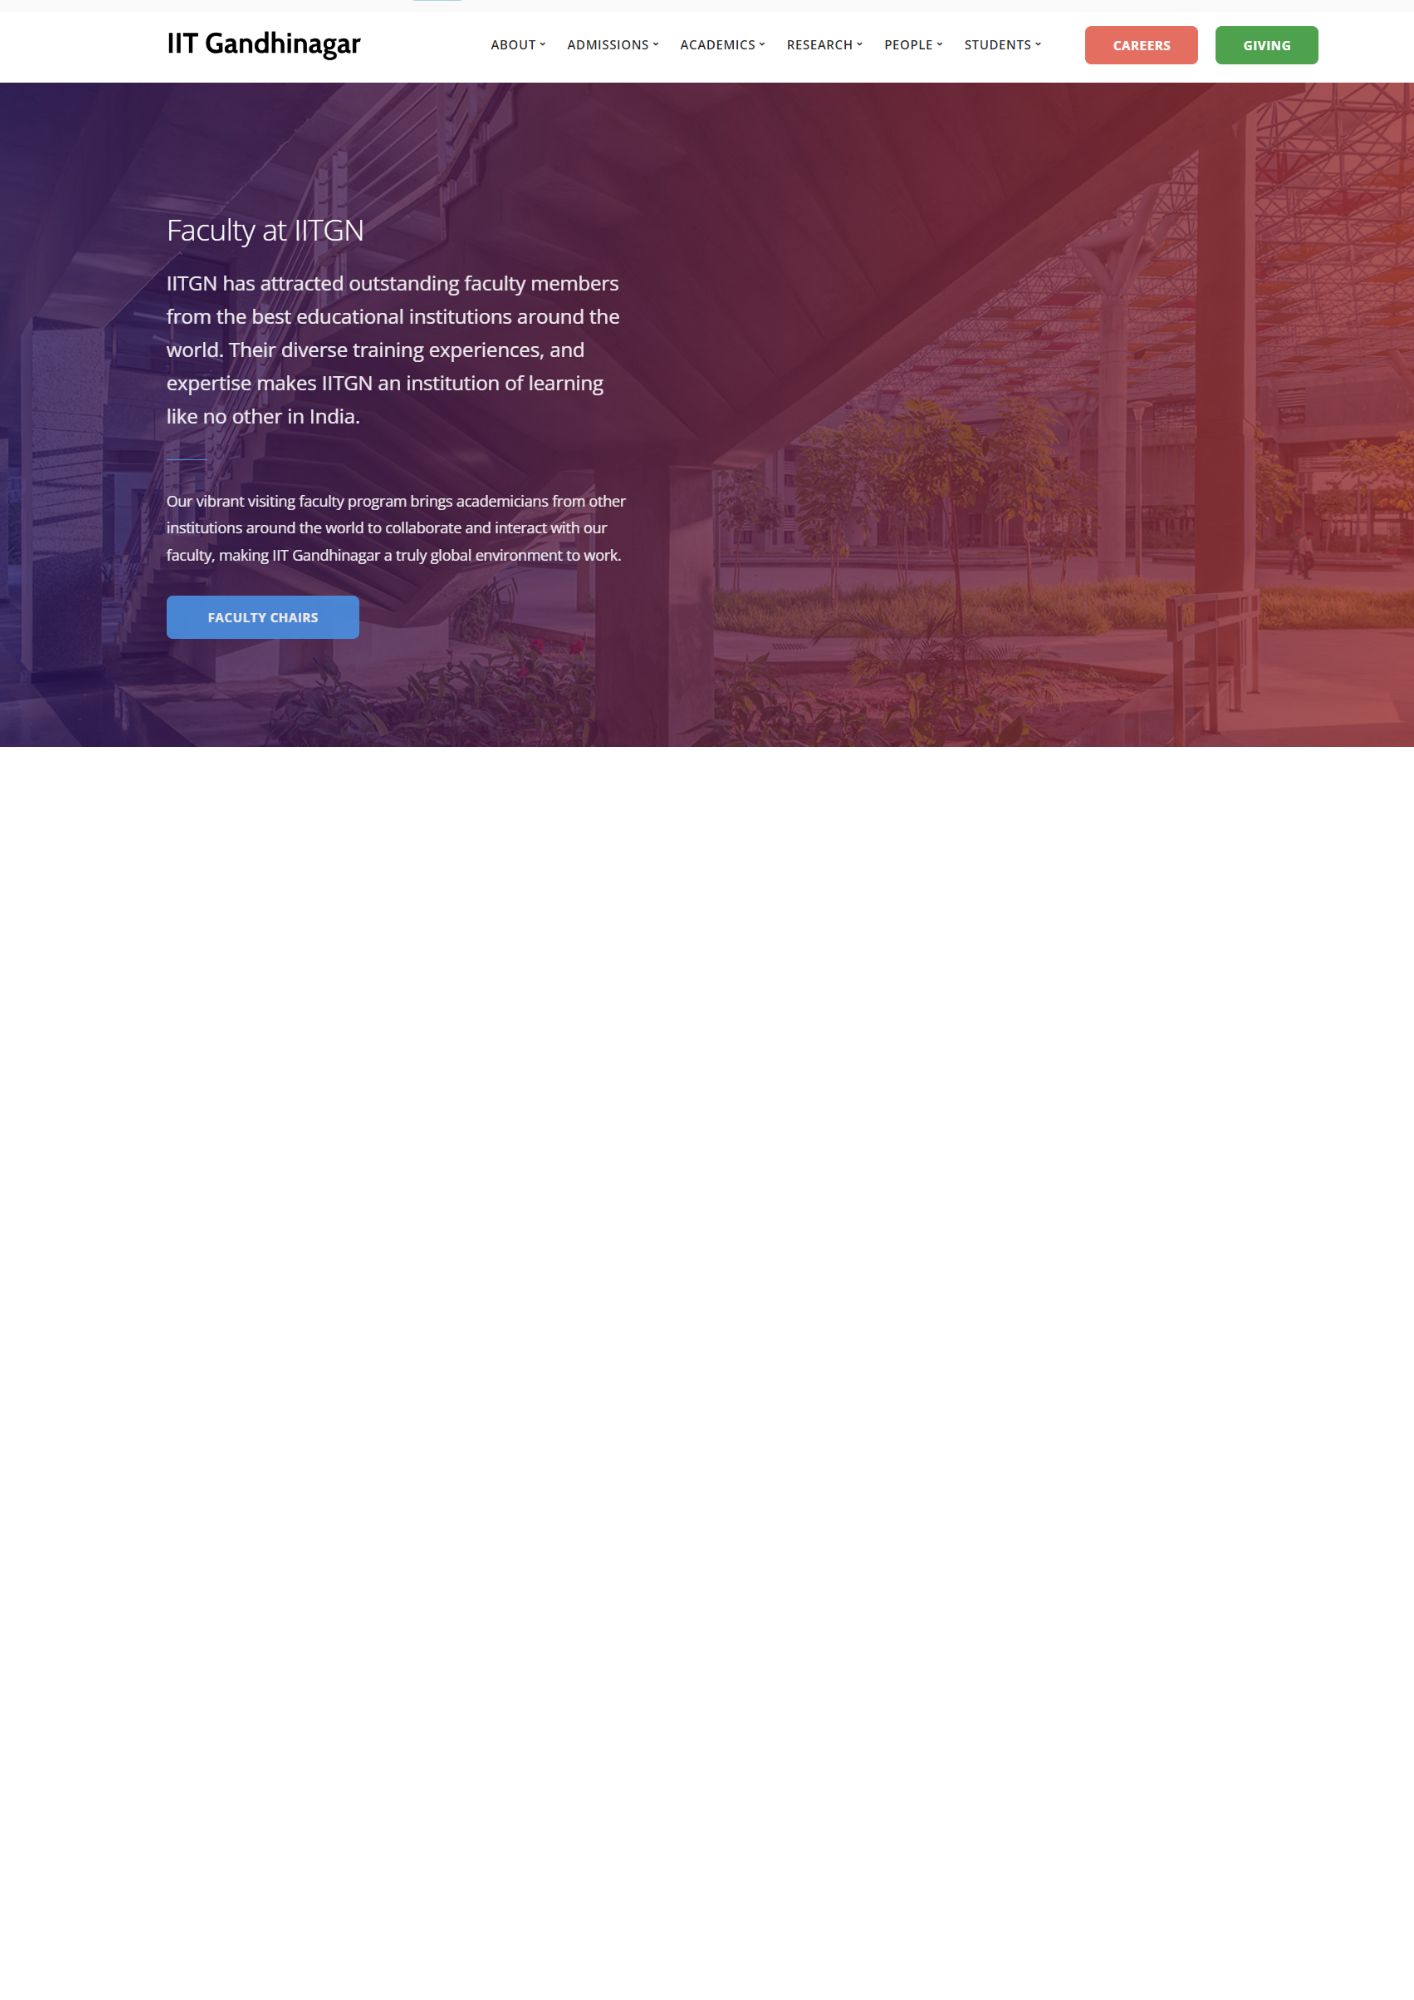 IIT Gandhinagar
ABOUT ADMISSIONS ACADEMICS RESEARCH PEOPLE STUDENTS CAREERS GIVING
Faculty at IITGN
IITGN has attracted outstanding faculty members
from the best educational institutions around the
world. Their diverse training experiences, and
expertise makes IITGN an institution of learning
like no other in India.
Our vibrant visiting faculty program brings academicians from other
institutions around the world to collaborate and interact with our
faculty, making IIT Gandhinagar a truly global environment to work.
FACULTY CHAIRS